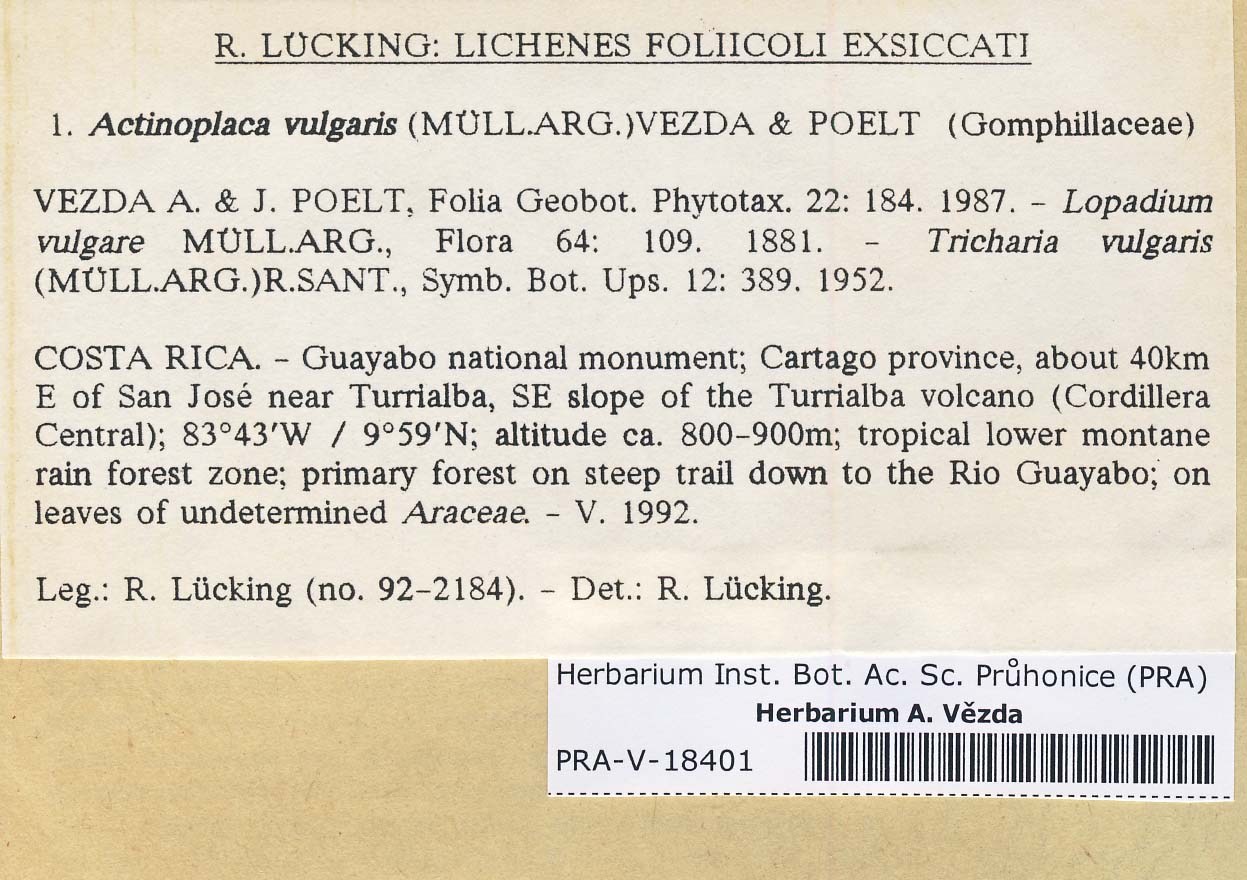 R. LÜCKING: LICHENES FOLIICOLI EXSICCATI
1. Actinoplaca vulgaris (MÜLL.ARG.)VEZDA & POELT (Gomphillaceae)
VEZDA A. & J. POELT, Folia Geobot. Phytotax. 22: 184. 1987. – Lopadium
vulgare MÜLL.ARG., Flora 64: 109. 1881. – Tricharia vulgaris
(MÜLL.ARG.)R.SANT., Symb. Bot. Ups. 12: 389. 1952.
COSTA RICA. – Guayabo national monument; Cartago province, about 40km
E of San José near Turrialba, SE slope of the Turrialba volcano (Cordillera
Central); 83°43'W / 9°59'N; altitude ca. 800–900m; tropical lower montane
rain forest zone; primary forest on steep trail down to the Rio Guayabo; on
leaves of undetermined Araceae. – V. 1992.
Leg.: R. Lücking (no. 92–2184). – Det.: R. Lücking.
Herbarium Inst. Bot. Ac. Sc. Průhonice (PRA)
Herbarium A. Vězda
PRA-V-18401